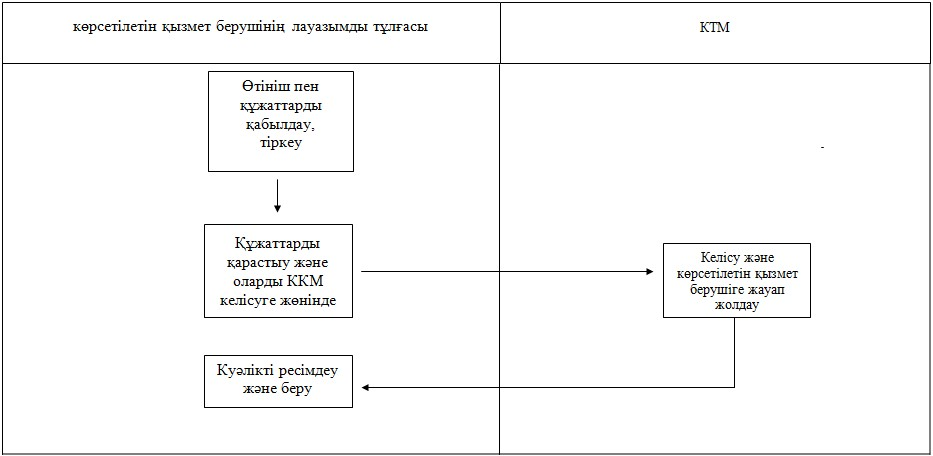 көрсетілетін қызмет берушінің лауазымды тұлғасы
КТМ
Өтініш пен
құжаттарды
қабылдау,
тіркеу
-
Құжаттарды
қарастыу және
оларды ККМ
келісуге жөнінде
Келісу және
көрсетілетін қызмет
берушіге жауап
жолдау
Куәлікті ресімдеу
және беру